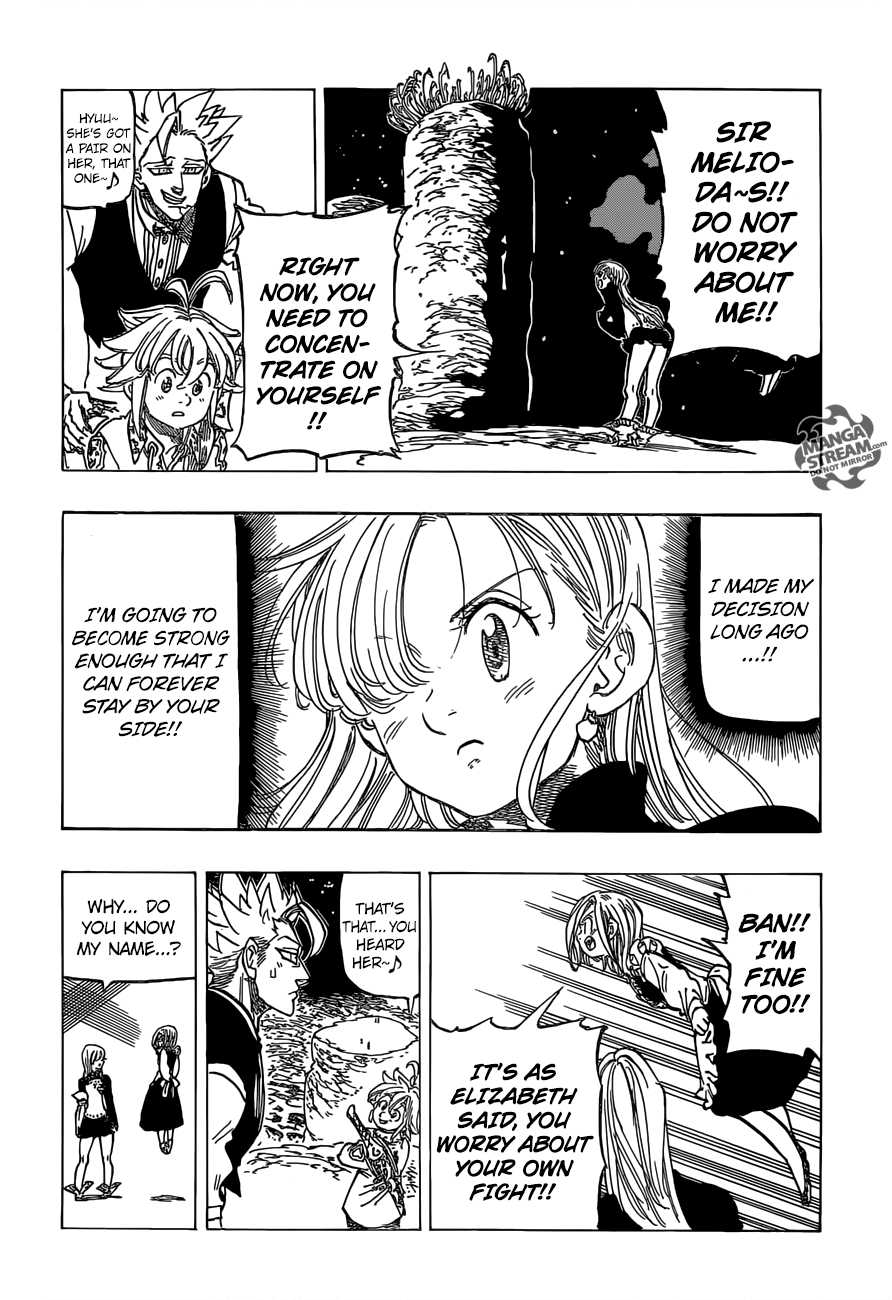 SIR
MELIO-
DA~S!!
DO NOT
WORRY
ABOUT
ME!!
RIGHT
NOW, YOU
NEED TO
CONCEN-
TRATE ON
YOURSELF
!!
HYUU~
SHE'S GOT
A PAIR ON
HER, THAT
ONE~♪
MANGA
STREAM.com
DO NOT MIRROR
I MADE MY
DECISION
LONG AGO
...!!
I'M GOING TO
BECOME STRONG
ENOUGH THAT I
CAN FOREVER
STAY BY YOUR
SIDE!!
BAN!!
I'M
FINE
TOO!!
IT'S AS
ELIZABETH
SAID, YOU
WORRY ABOUT
YOUR OWN
FIGHT!!
THAT'S
THAT... YOU
HEARD
HER~♪
WHY... DO
YOU KNOW
MY NAME...?